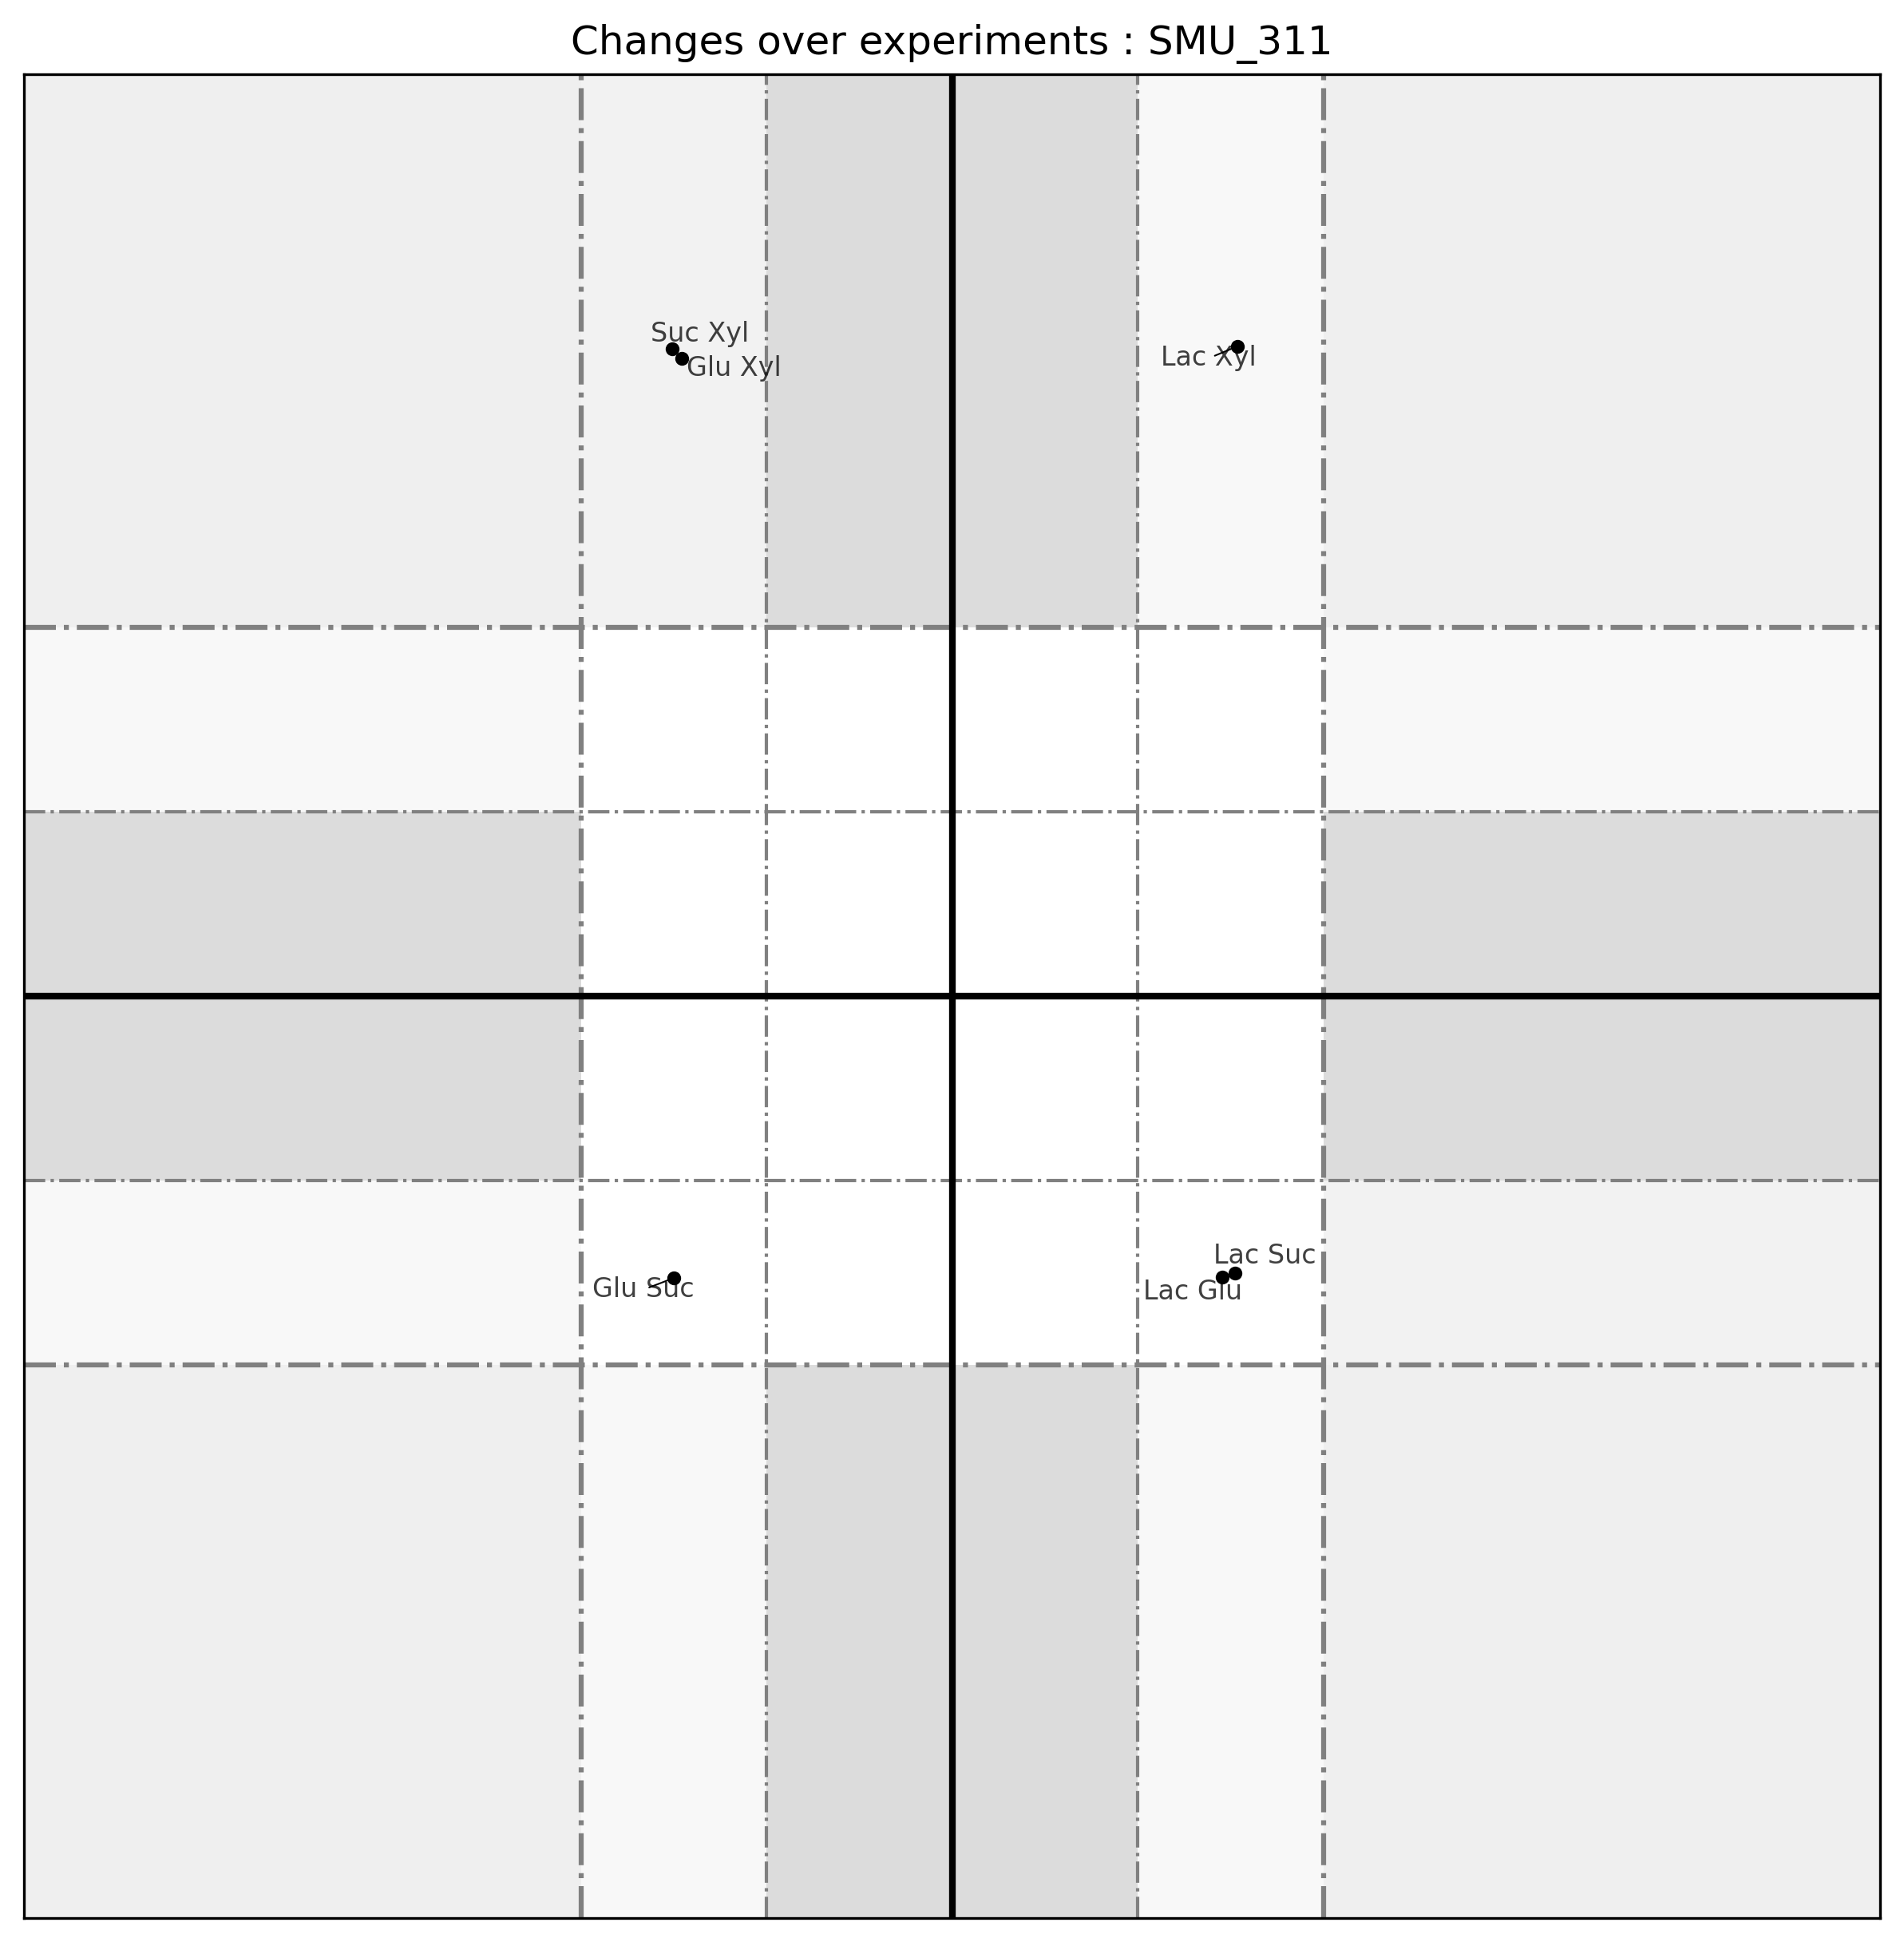 Changes over experiments : SMU_311
Suc Xyl
Glu Xyl
Lac Xyl
Lac Suc
Glu Suc
Lac Glu